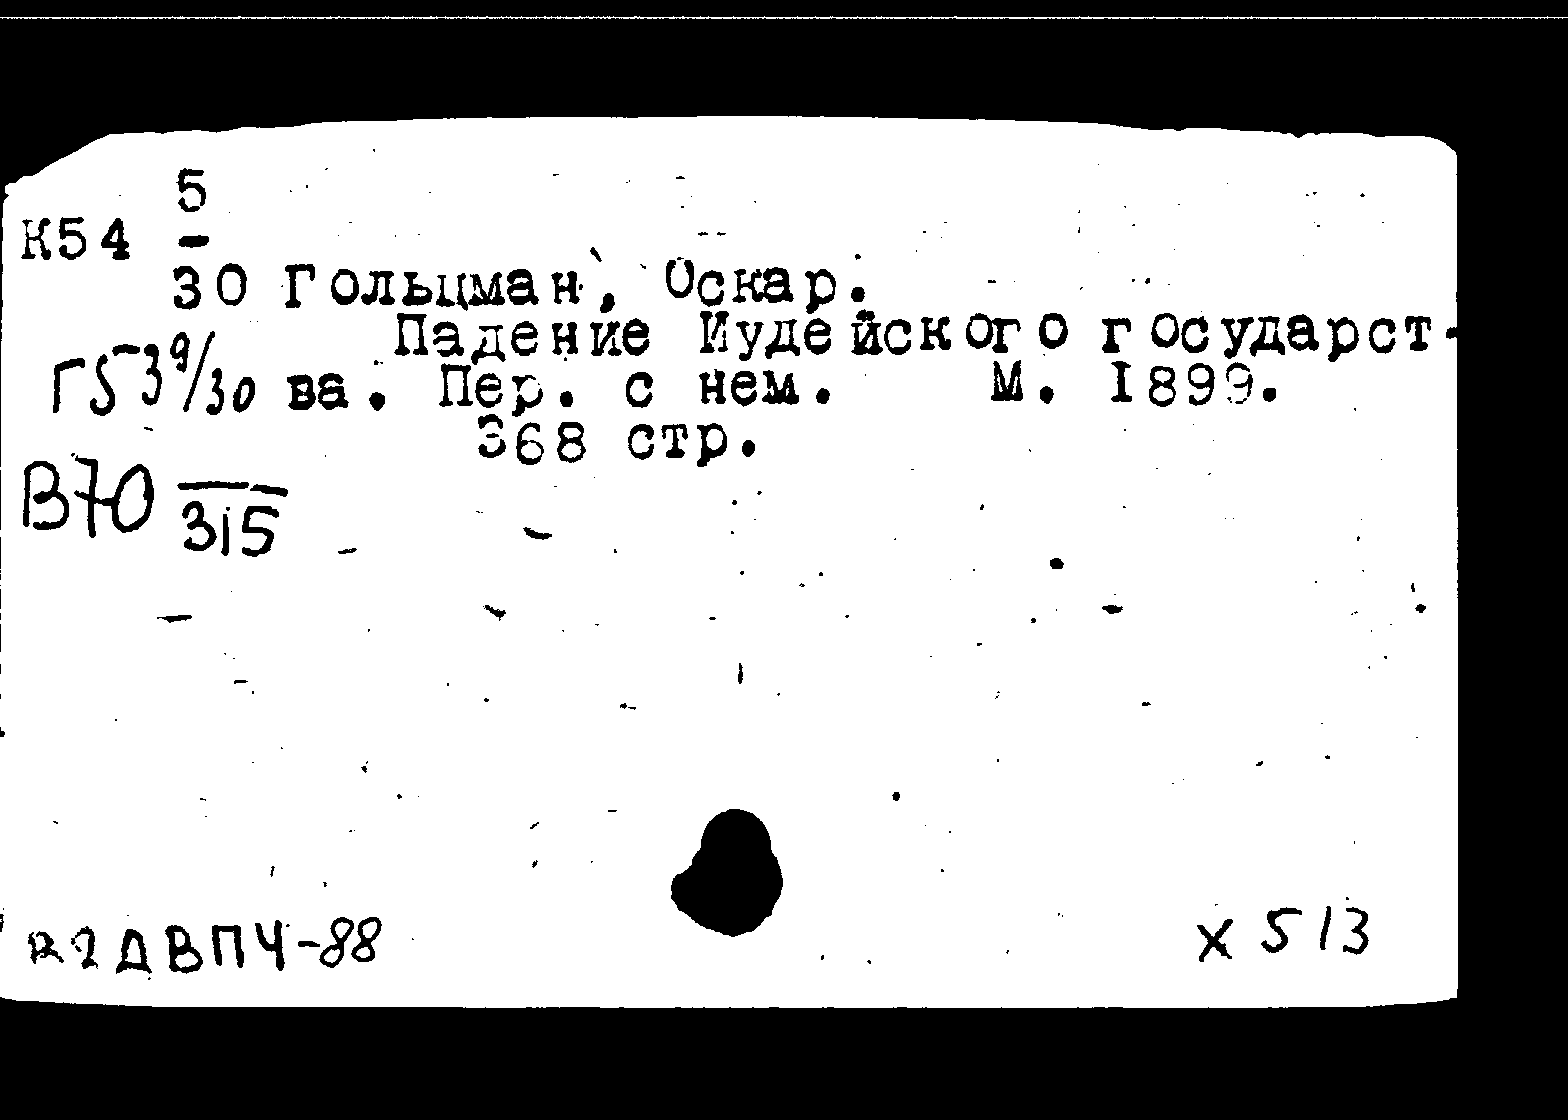 5
К54 -
30 Гольцман, Оскар.
Падение Иудейского государст-
Г53 9/30 ва. Пер. с нем. М. 1899.
368 стр.
В70 315
ДВПЧ-88 х 513